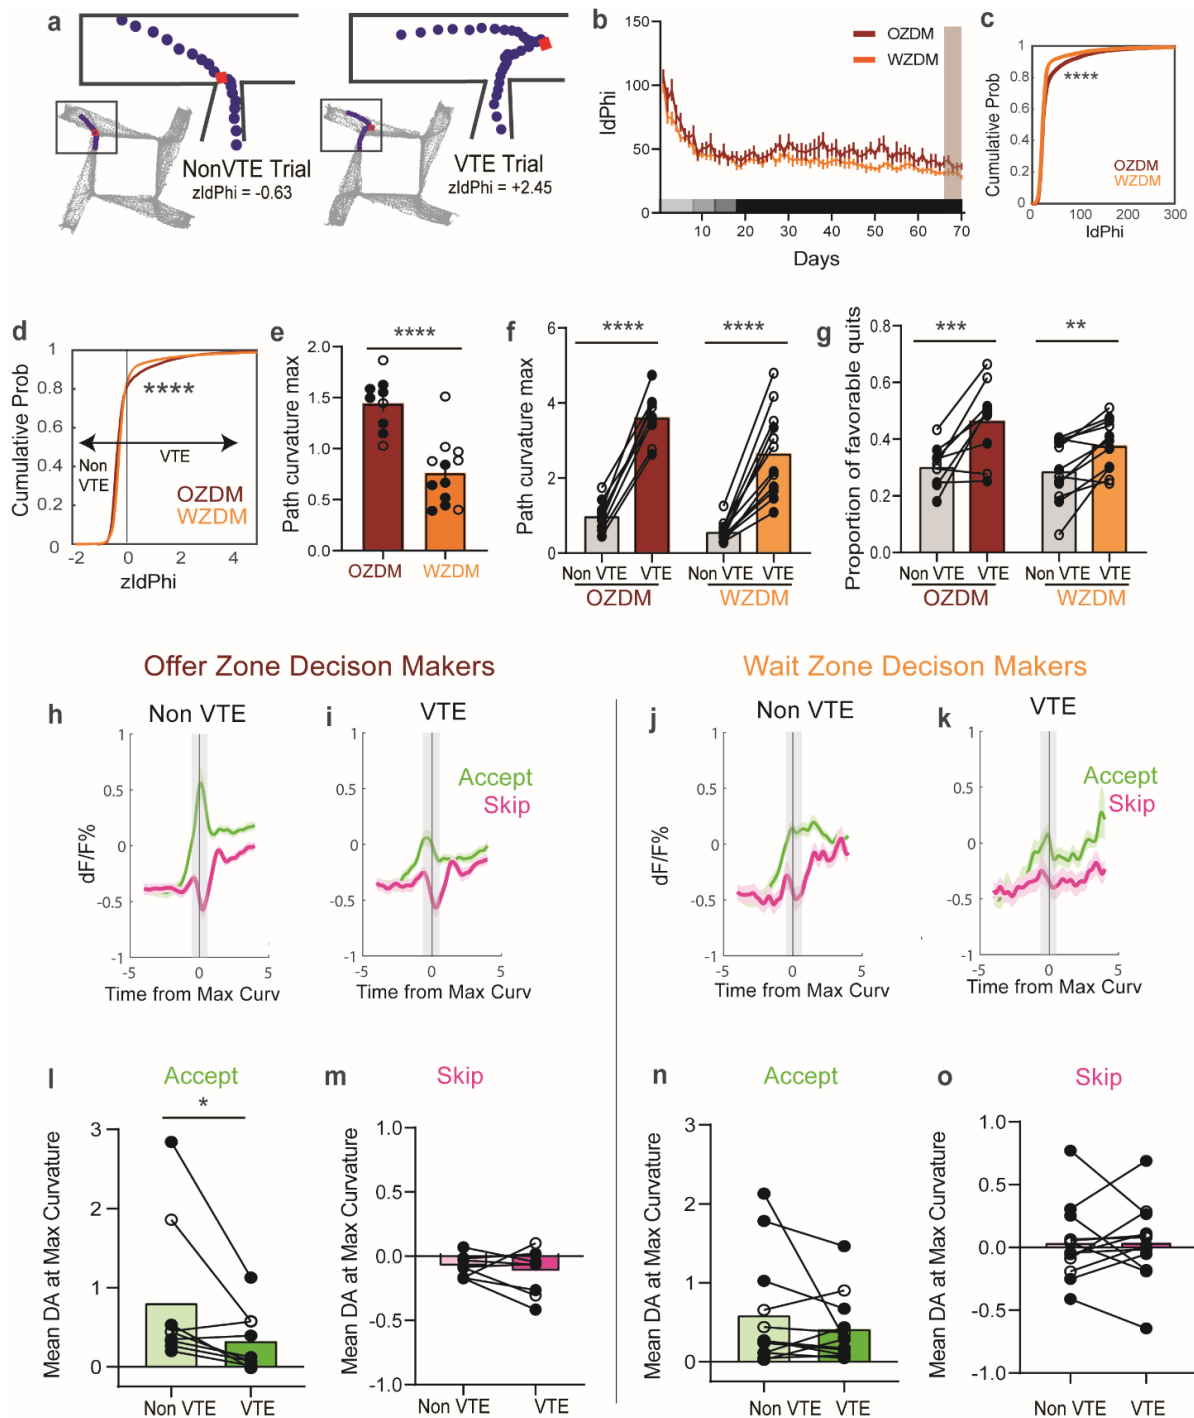 a
NonVTE Trial
zIdPhi = -0.63
VTE Trial
zIdPhi = +2.45
b
150
100
50
0
IdPhi
OZDM
WZDM
10 20 30 40 50 60 70
Days
c
1
0.8
0.6
0.4
0.2
0
Cumulative Prob
****
OZDM
WZDM
0 100 200 300
IdPhi
d
1
0.8
0.6
0.4
0.2
0
Cumulative Prob
****
Non
VTE
VTE
OZDM
WZDM
-2 0 2 4
zIdPhi
e
****
2.0
1.5
1.0
0.5
0.0
Path curvature max
OZDM WZDM
f
**** ****
6
4
2
0
Path curvature max
Non VTE VTE Non VTE VTE
OZDM WZDM
g
*** **
0.8
0.6
0.4
0.2
0.0
Proportion of favorable quits
Non VTE VTE Non VTE VTE
OZDM WZDM
Offer Zone Decison Makers
Wait Zone Decison Makers
h
Non VTE
1
0.5
0
-0.5
-1
dF/F%
-5 0 5
Time from Max Curv
i
VTE
Accept
Skip
1
0.5
0
-0.5
-1
-5 0 5
Time from Max Curv
j
Non VTE
1
0.5
0
-0.5
-1
dF/F%
-5 0 5
Time from Max Curv
k
VTE
Accept
Skip
1
0.5
0
-0.5
-1
-5 0 5
Time from Max Curv
l
Accept
*
3
2
1
0
Mean DA at Max Curvature
Non VTE VTE
m
Skip
1.0
0.5
0.0
-0.5
-1.0
Mean DA at Max Curvature
Non VTE VTE
n
Accept
3
2
1
0
Mean DA at Max Curvature
Non VTE VTE
o
Skip
1.0
0.5
0.0
-0.5
-1.0
Mean DA at Max Curvature
Non VTE VTE